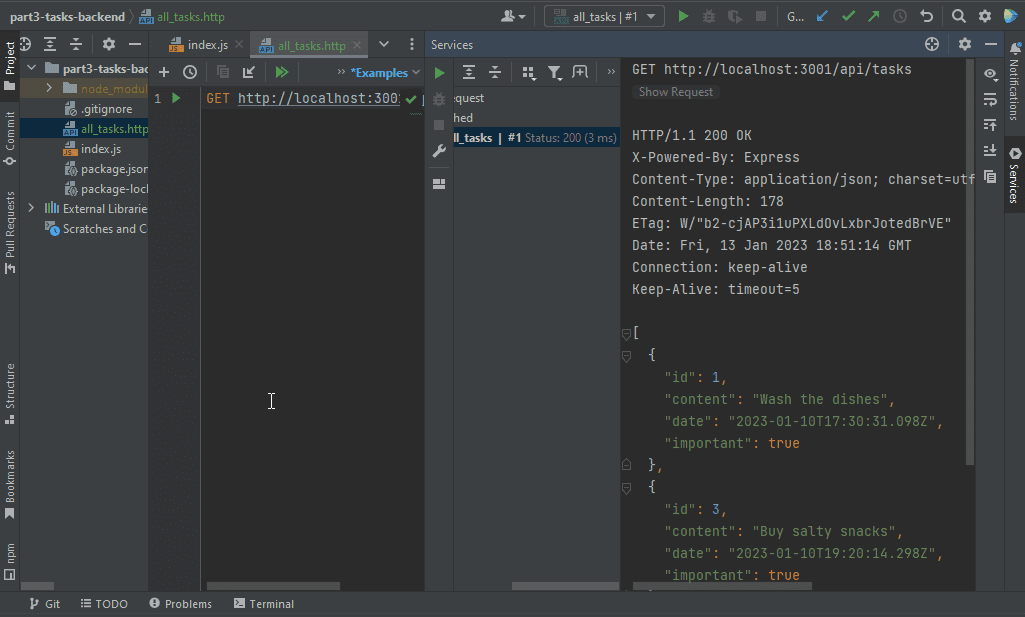 part3-tasks-backend all_tasks.http
all_tasks | #1
G...
Project
Commit
Pull Requests
Structure
Bookmarks
npm
part3-tasks-bac
node_modul
.gitignore
all_tasks.http
index.js
package.json
package-lock
External Librarie
Scratches and C
index.js
all_tasks.http
*Examples
1 GET http://localhost:3001
Services
equest
hed
ll_tasks | #1 Status: 200 (3 ms)
GET http://localhost:3001/api/tasks
Show Request
HTTP/1.1 200 OK
X-Powered-By: Express
Content-Type: application/json; charset=utf
Content-Length: 178
ETag: W/"b2-cjAP3i1uPXLdOvLxbrJotedBrVE"
Date: Fri, 13 Jan 2023 18:51:14 GMT
Connection: keep-alive
Keep-Alive: timeout=5
[
{
"id": 1,
"content": "Wash the dishes",
"date": "2023-01-10T17:30:31.098Z",
"important": true
},
{
"id": 3,
"content": "Buy salty snacks",
"date": "2023-01-10T19:20:14.298Z",
"important": true
Notifications
Services
Git
TODO
Problems
Terminal